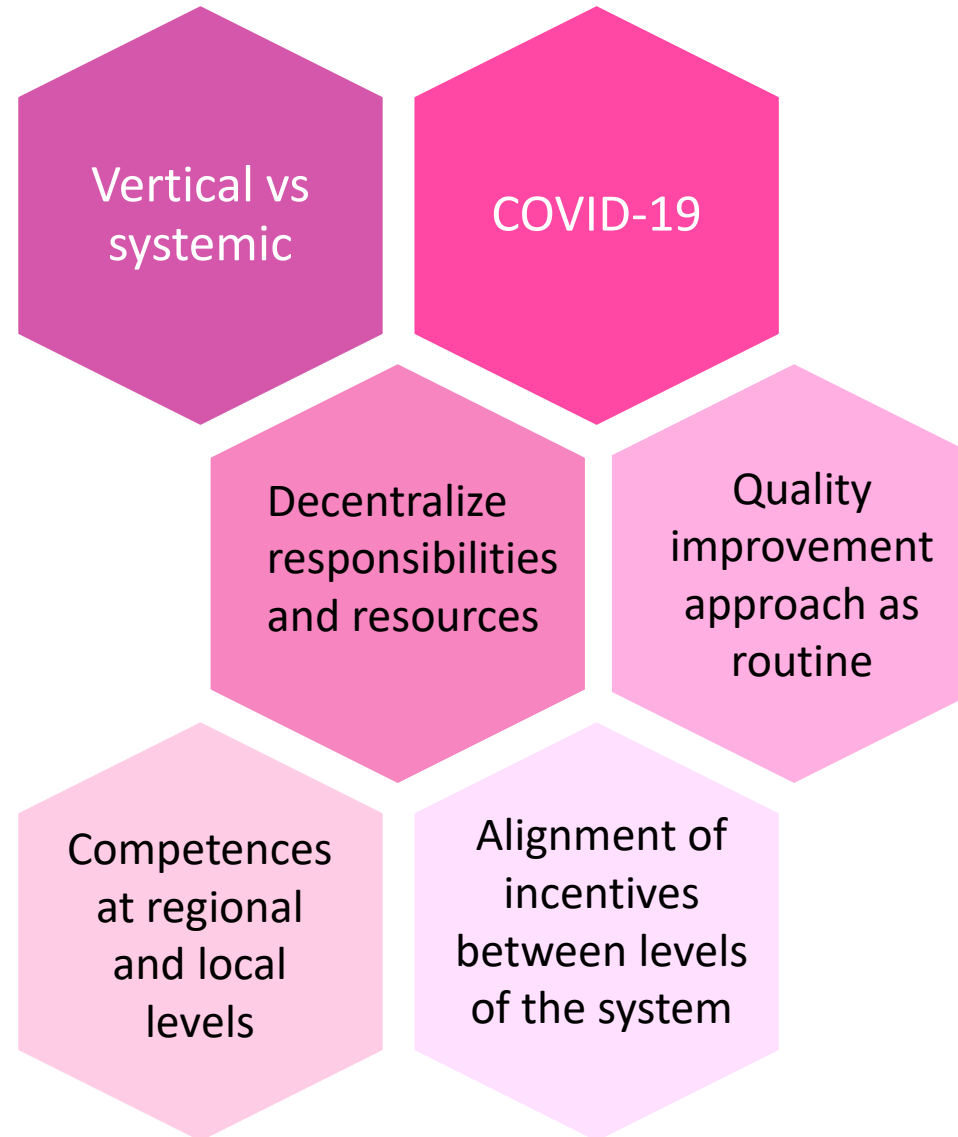 Vertical vs
systemic
COVID-19
Decentralize
responsibilities
and resources
Quality
improvement
approach as
routine
Competences
at regional
and local
levels
Alignment of
incentives
between levels
of the system